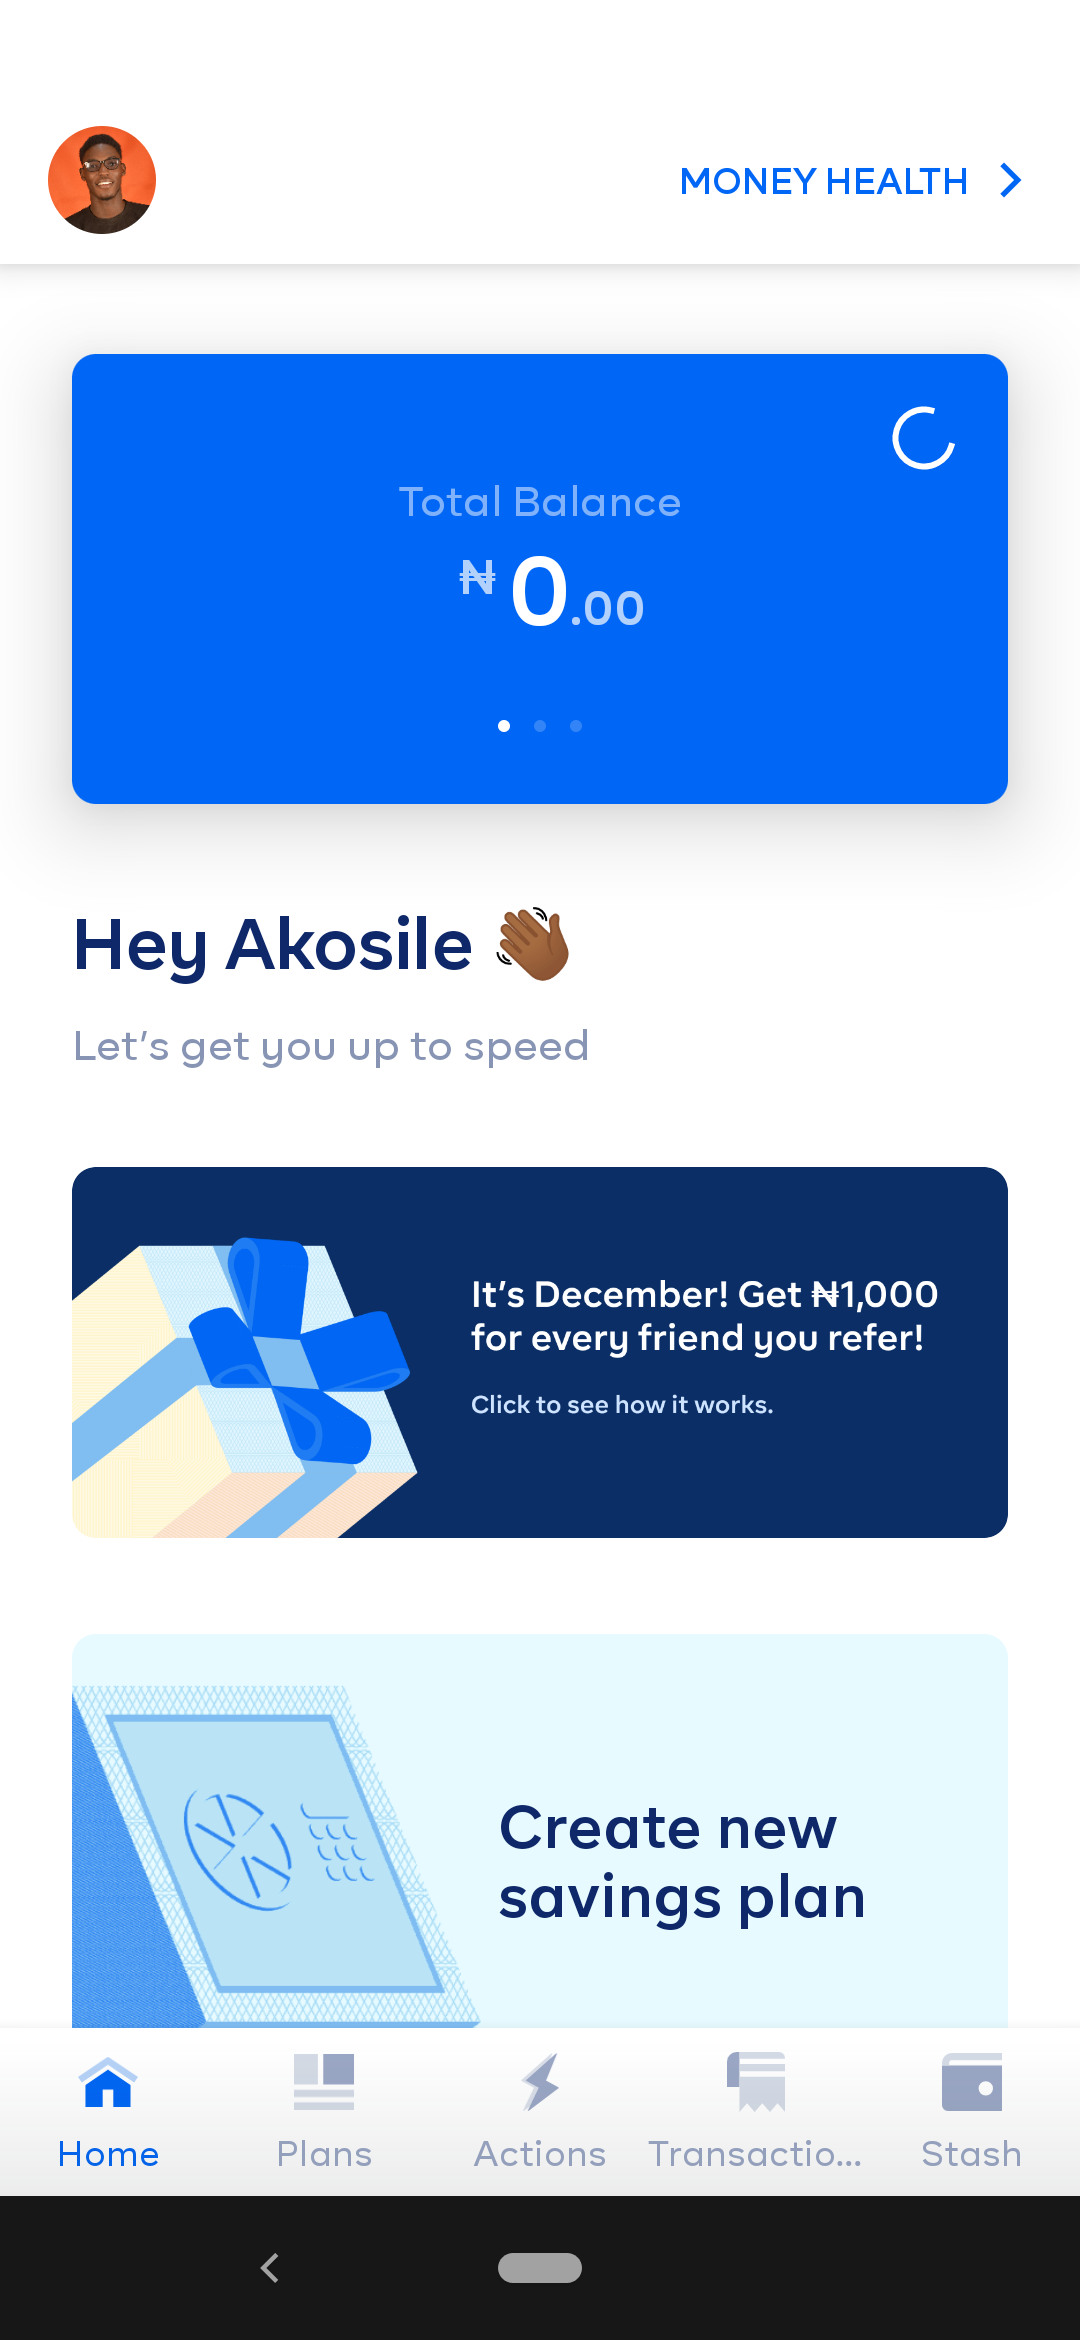 MONEY HEALTH
Total Balance
₦0.00
Hey Akosile 👋🏾
Let's get you up to speed
It's December! Get ₦1,000
for every friend you refer!
Click to see how it works.
Create new
savings plan
Home Plans Actions Transactio... Stash